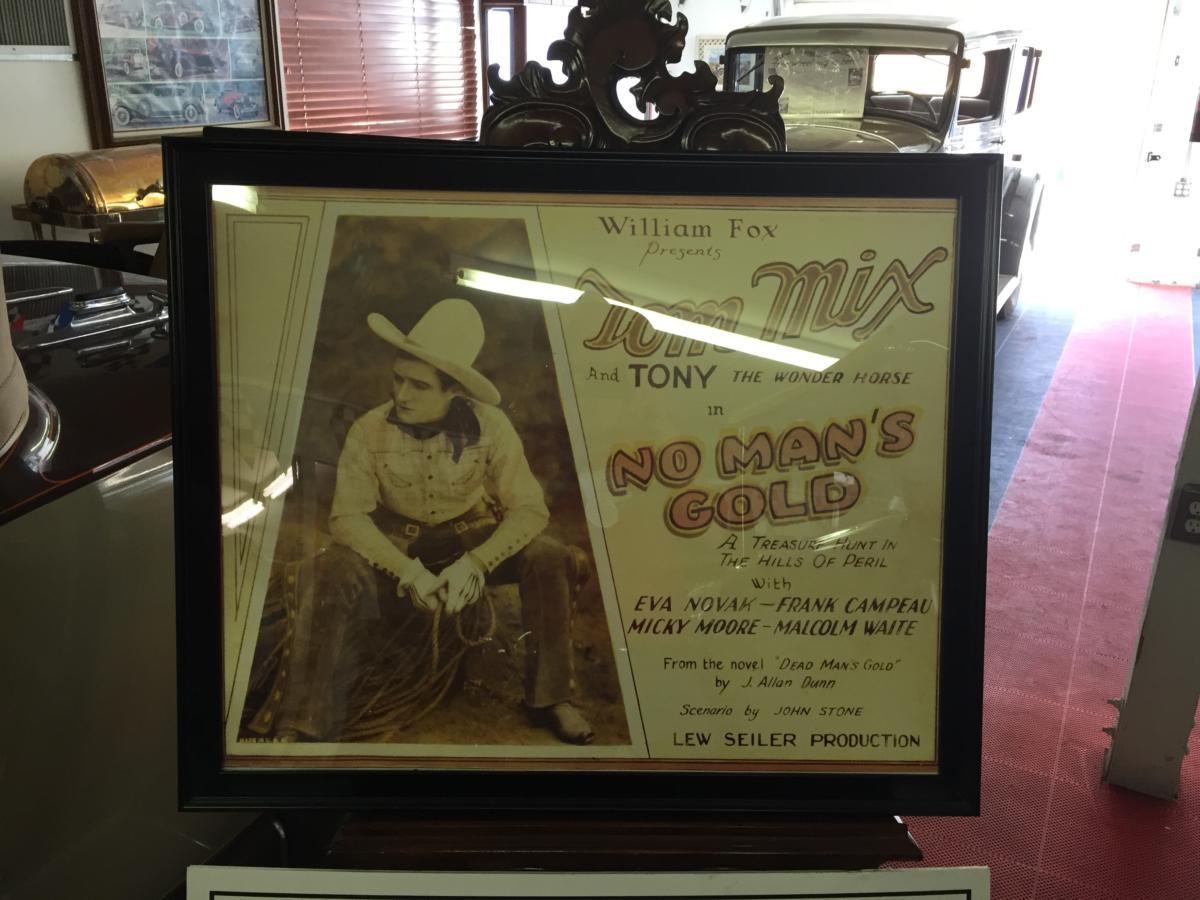 William Fox
Presents
Tom Mix
And TONY THE WONDER HORSE
in
NO MAN'S
GOLD
A TREASURE HUNT IN
THE HILLS OF PERIL
With
EVA NOVAK – FRANK CAMPEAU
MICKY MOORE – MALCOLM WAITE
From the novel "DEAD MAN'S GOLD"
by J. Allan Dunn
Scenario by JOHN STONE
LEW SEILER PRODUCTION